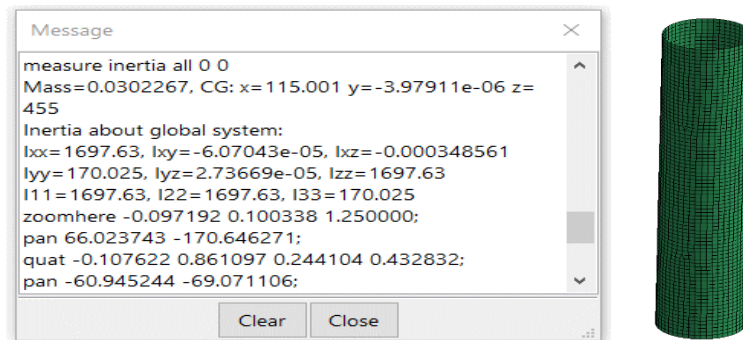 Message
measure inertia all 0 0
Mass=0.0302267, CG: x=115.001 y=-3.97911e-06 z=
455
Inertia about global system:
Ixx=1697.63, Ixy=-6.07043e-05, Ixz=-0.000348561
Iyy=170.025, Iyz=2.73669e-05, Izz=1697.63
I11=1697.63, I22=1697.63, I33=170.025
zoomhere -0.097192 0.100338 1.250000;
pan 66.023743 -170.646271;
quat -0.107622 0.861097 0.244104 0.432832;
pan -60.945244 -69.071106;
Clear Close